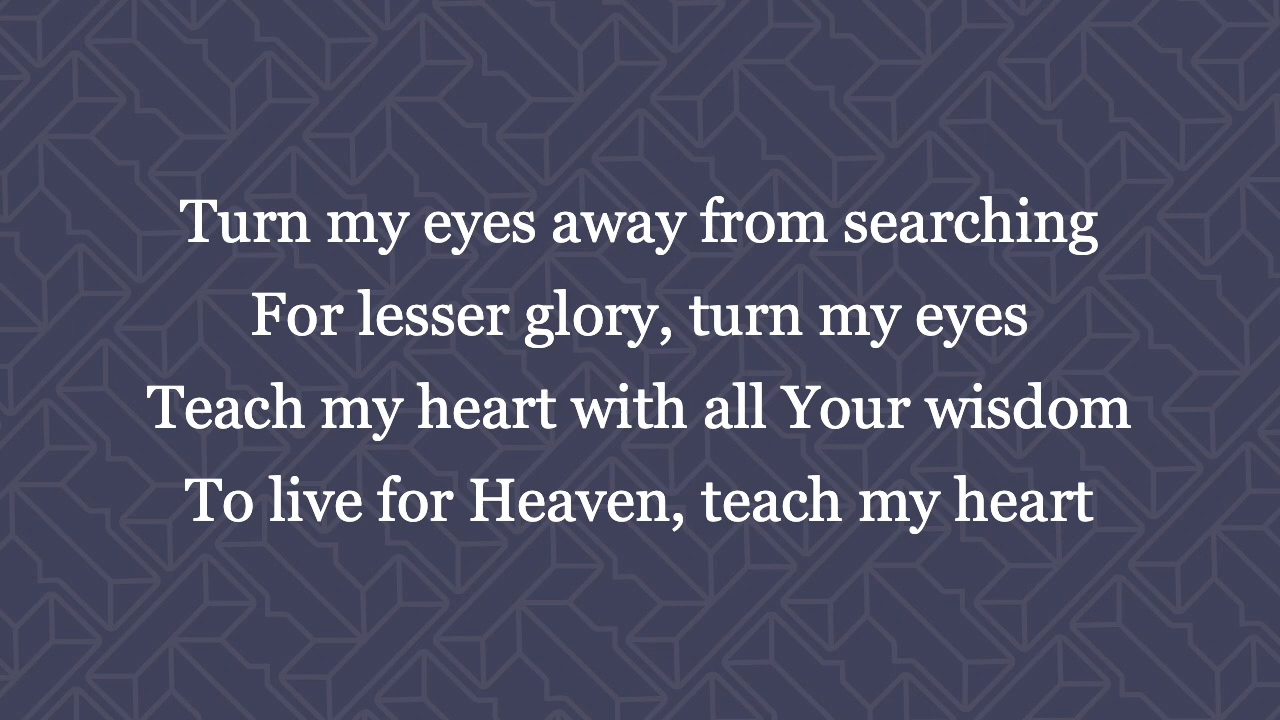 Turn my eyes away from searching
For lesser glory, turn my eyes
Teach my heart with all Your wisdom
To live for Heaven, teach my heart